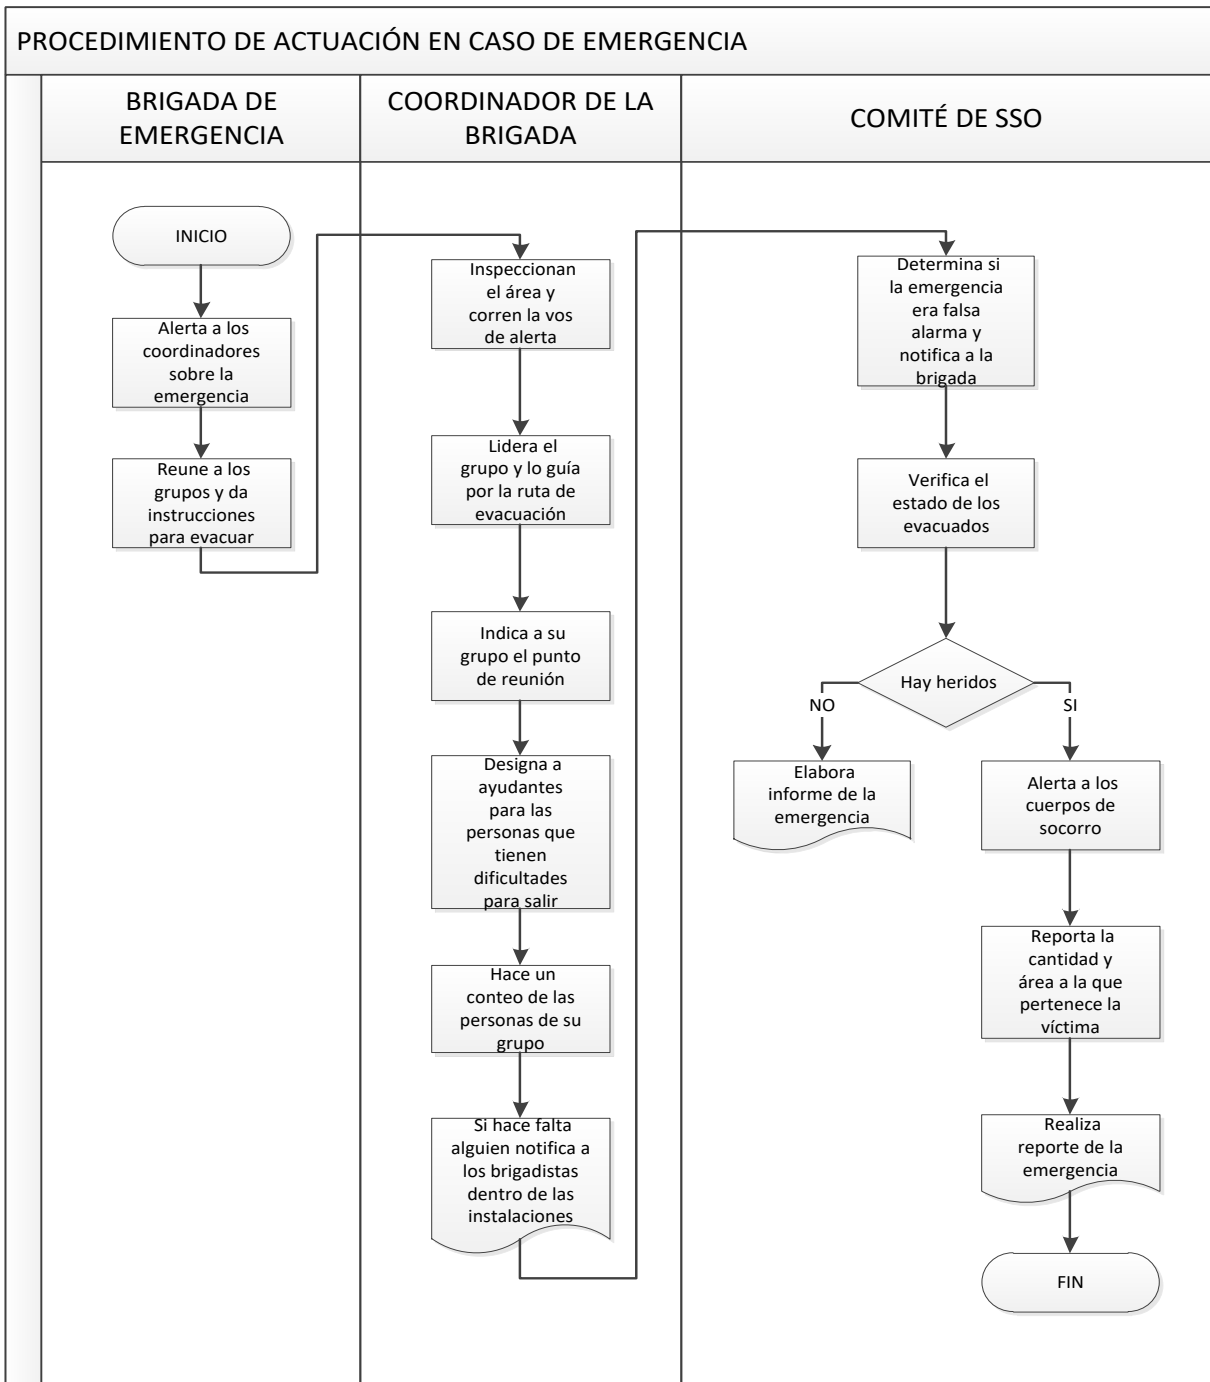 PROCEDIMIENTO DE ACTUACIÓN EN CASO DE EMERGENCIA
BRIGADA DE
EMERGENCIA
COORDINADOR DE LA
BRIGADA
COMITÉ DE SSO
INICIO
Alerta a los
coordinadores
sobre la
emergencia
Reune a los
grupos y da
instrucciones
para evacuar
Inspeccionan
el área y
corren la vos
de alerta
Lidera el
grupo y lo guía
por la ruta de
evacuación
Indica a su
grupo el punto
de reunión
Designa a
ayudantes
para las
personas que
tienen
dificultades
para salir
Hace un
conteo de las
personas de su
grupo
Si hace falta
alguien notifica a
los brigadistas
dentro de las
instalaciones
Determina si
la emergencia
era falsa
alarma y
notifica a la
brigada
Verifica el
estado de los
evacuados
Hay heridos
NO
SI
Elabora
informe de la
emergencia
Alerta a los
cuerpos de
socorro
Reporta la
cantidad y
área a la que
pertenece la
víctima
Realiza
reporte de la
emergencia
FIN